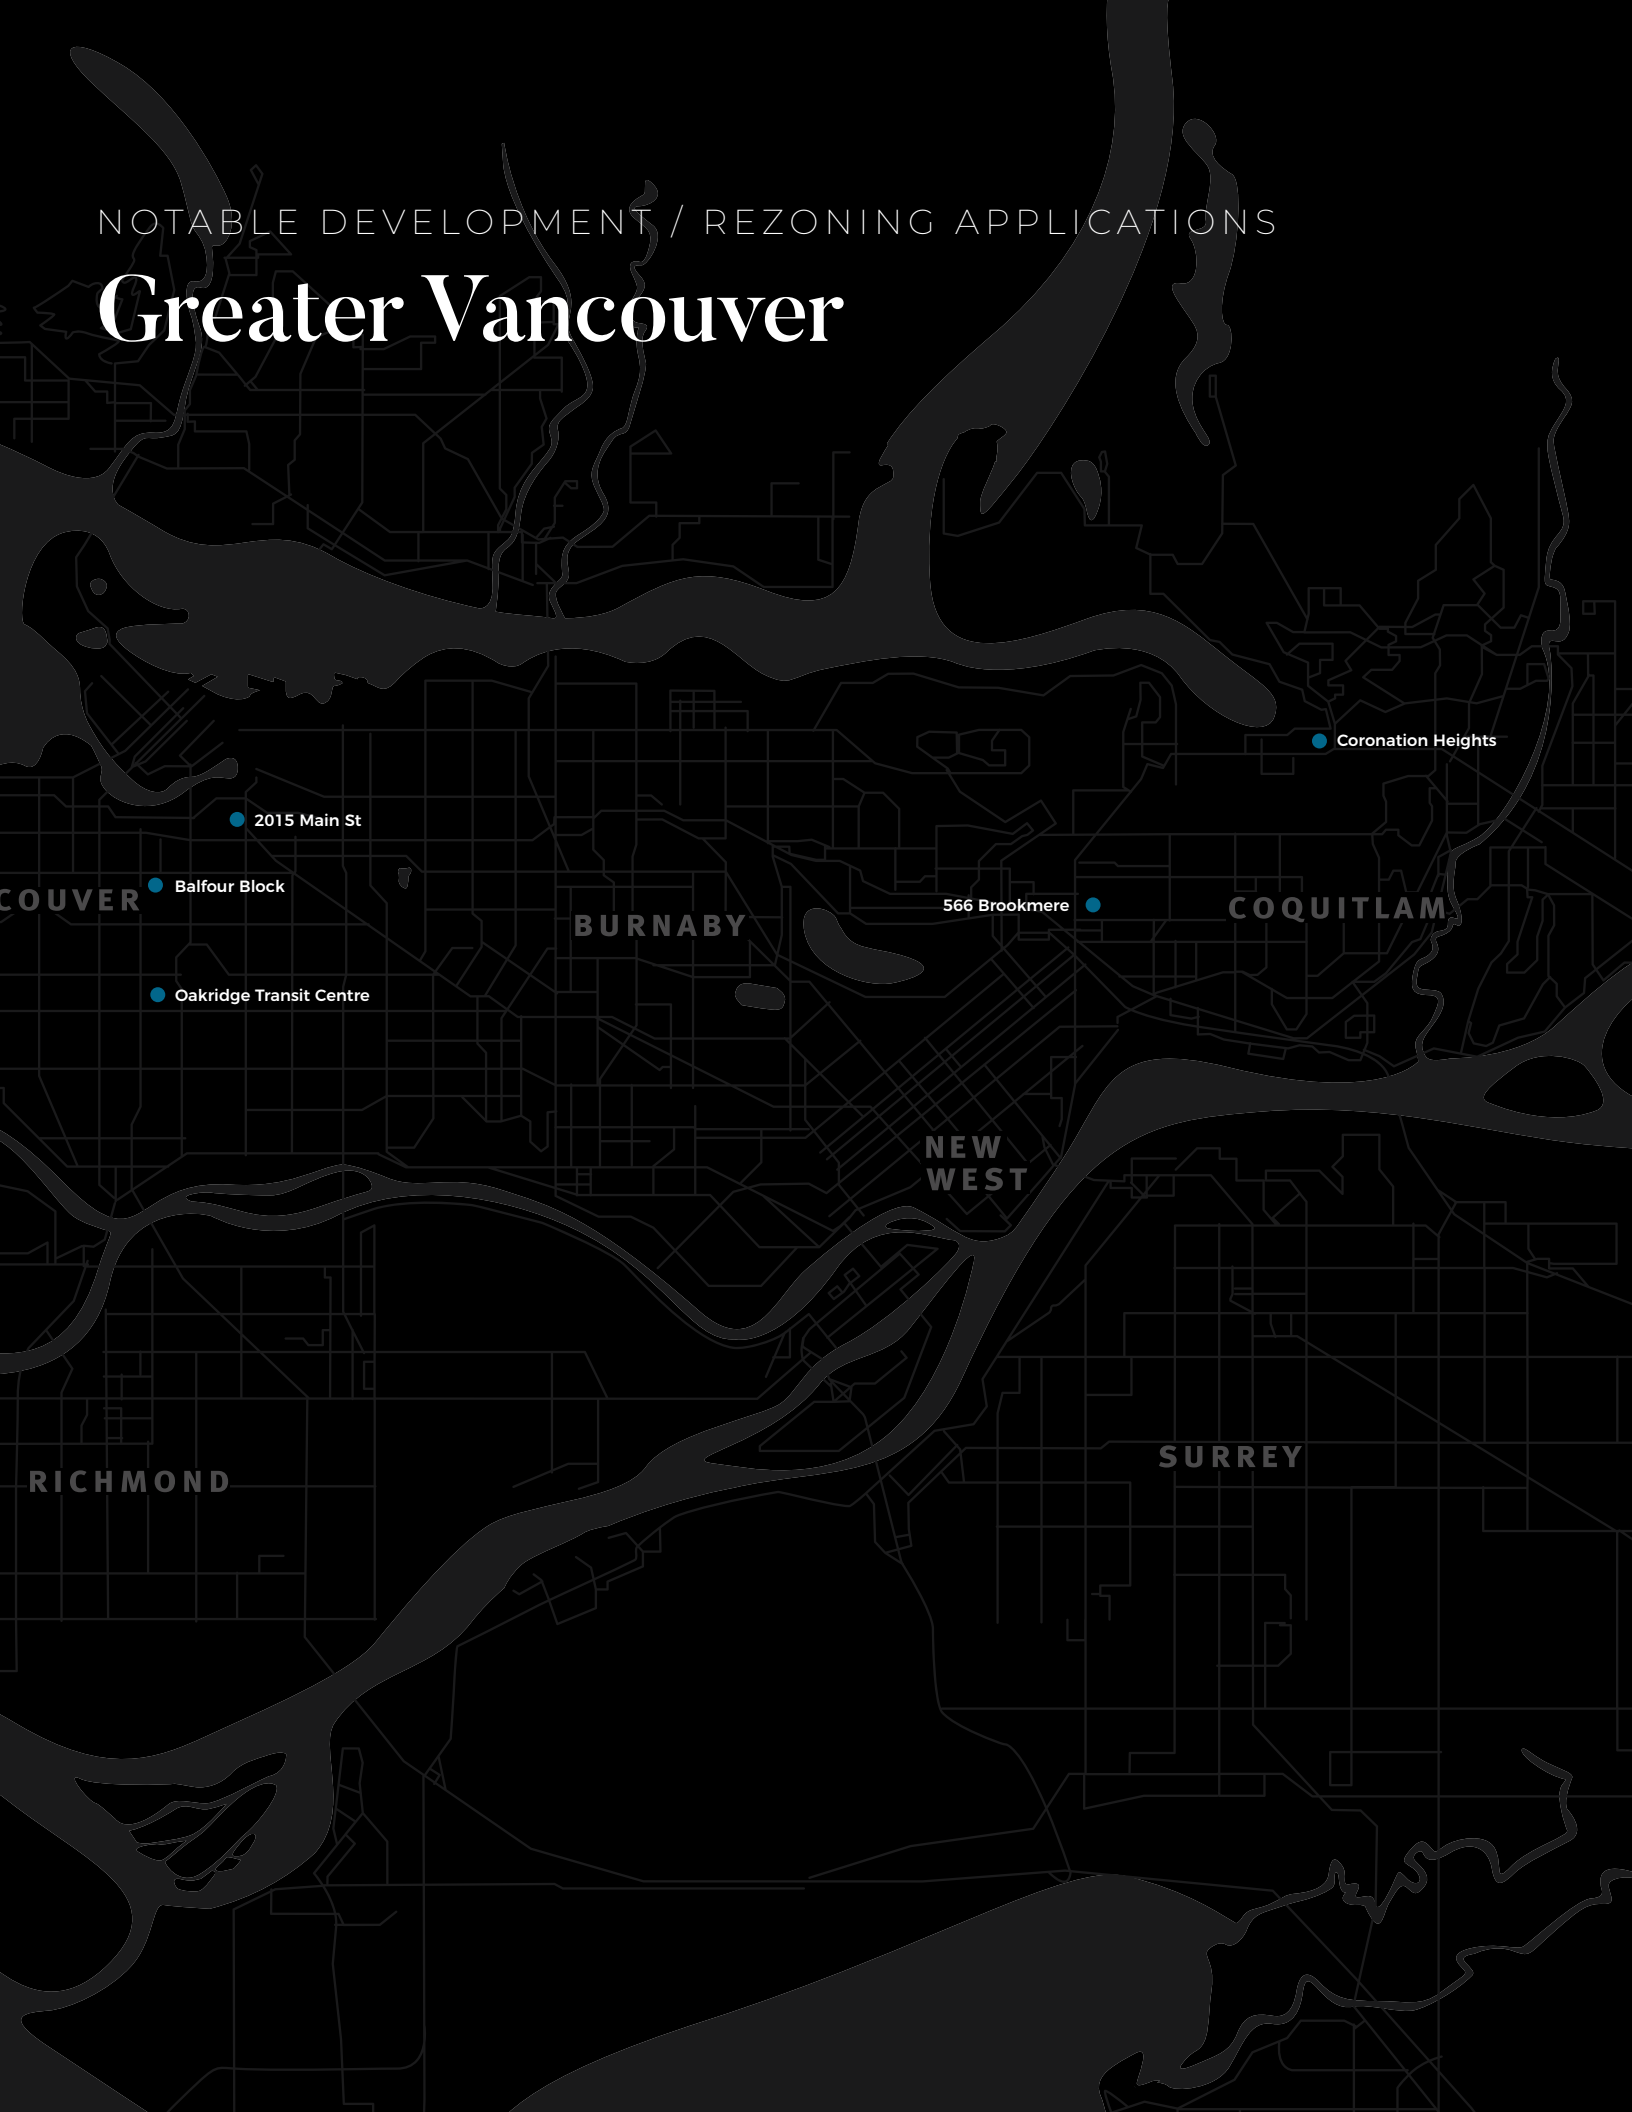 NOTABLE DEVELOPMENT / REZONING APPLICATIONS
Greater Vancouver
Coronation Heights
2015 Main St
Balfour Block
COUVER
566 Brookmere
COQUITLAM
BURNABY
Oakridge Transit Centre
NEW
WEST
SURREY
RICHMOND